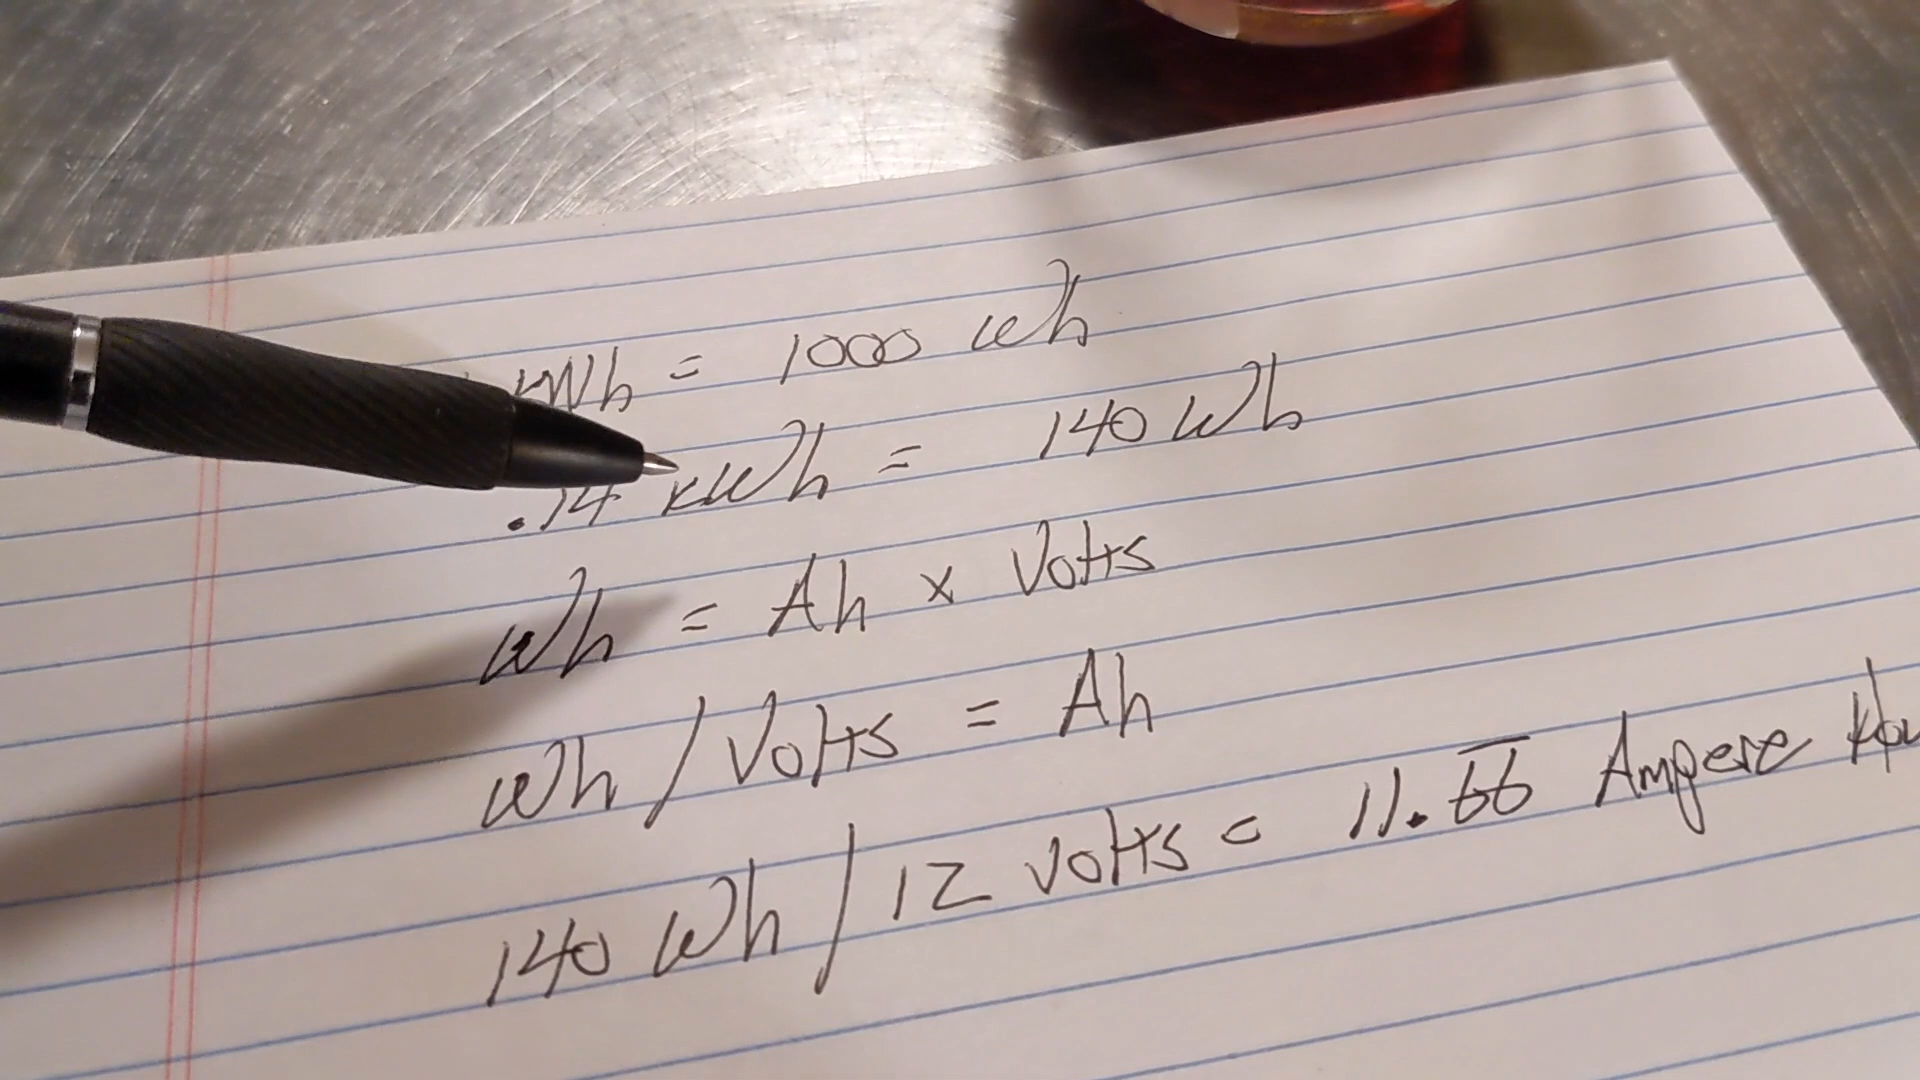 kWh = 1000 Wh
.14 kWh = 140 Wh
Wh = Ah x Volts
Wh / Volts = Ah
140 Wh / 12 volts = 11.66 Ampere